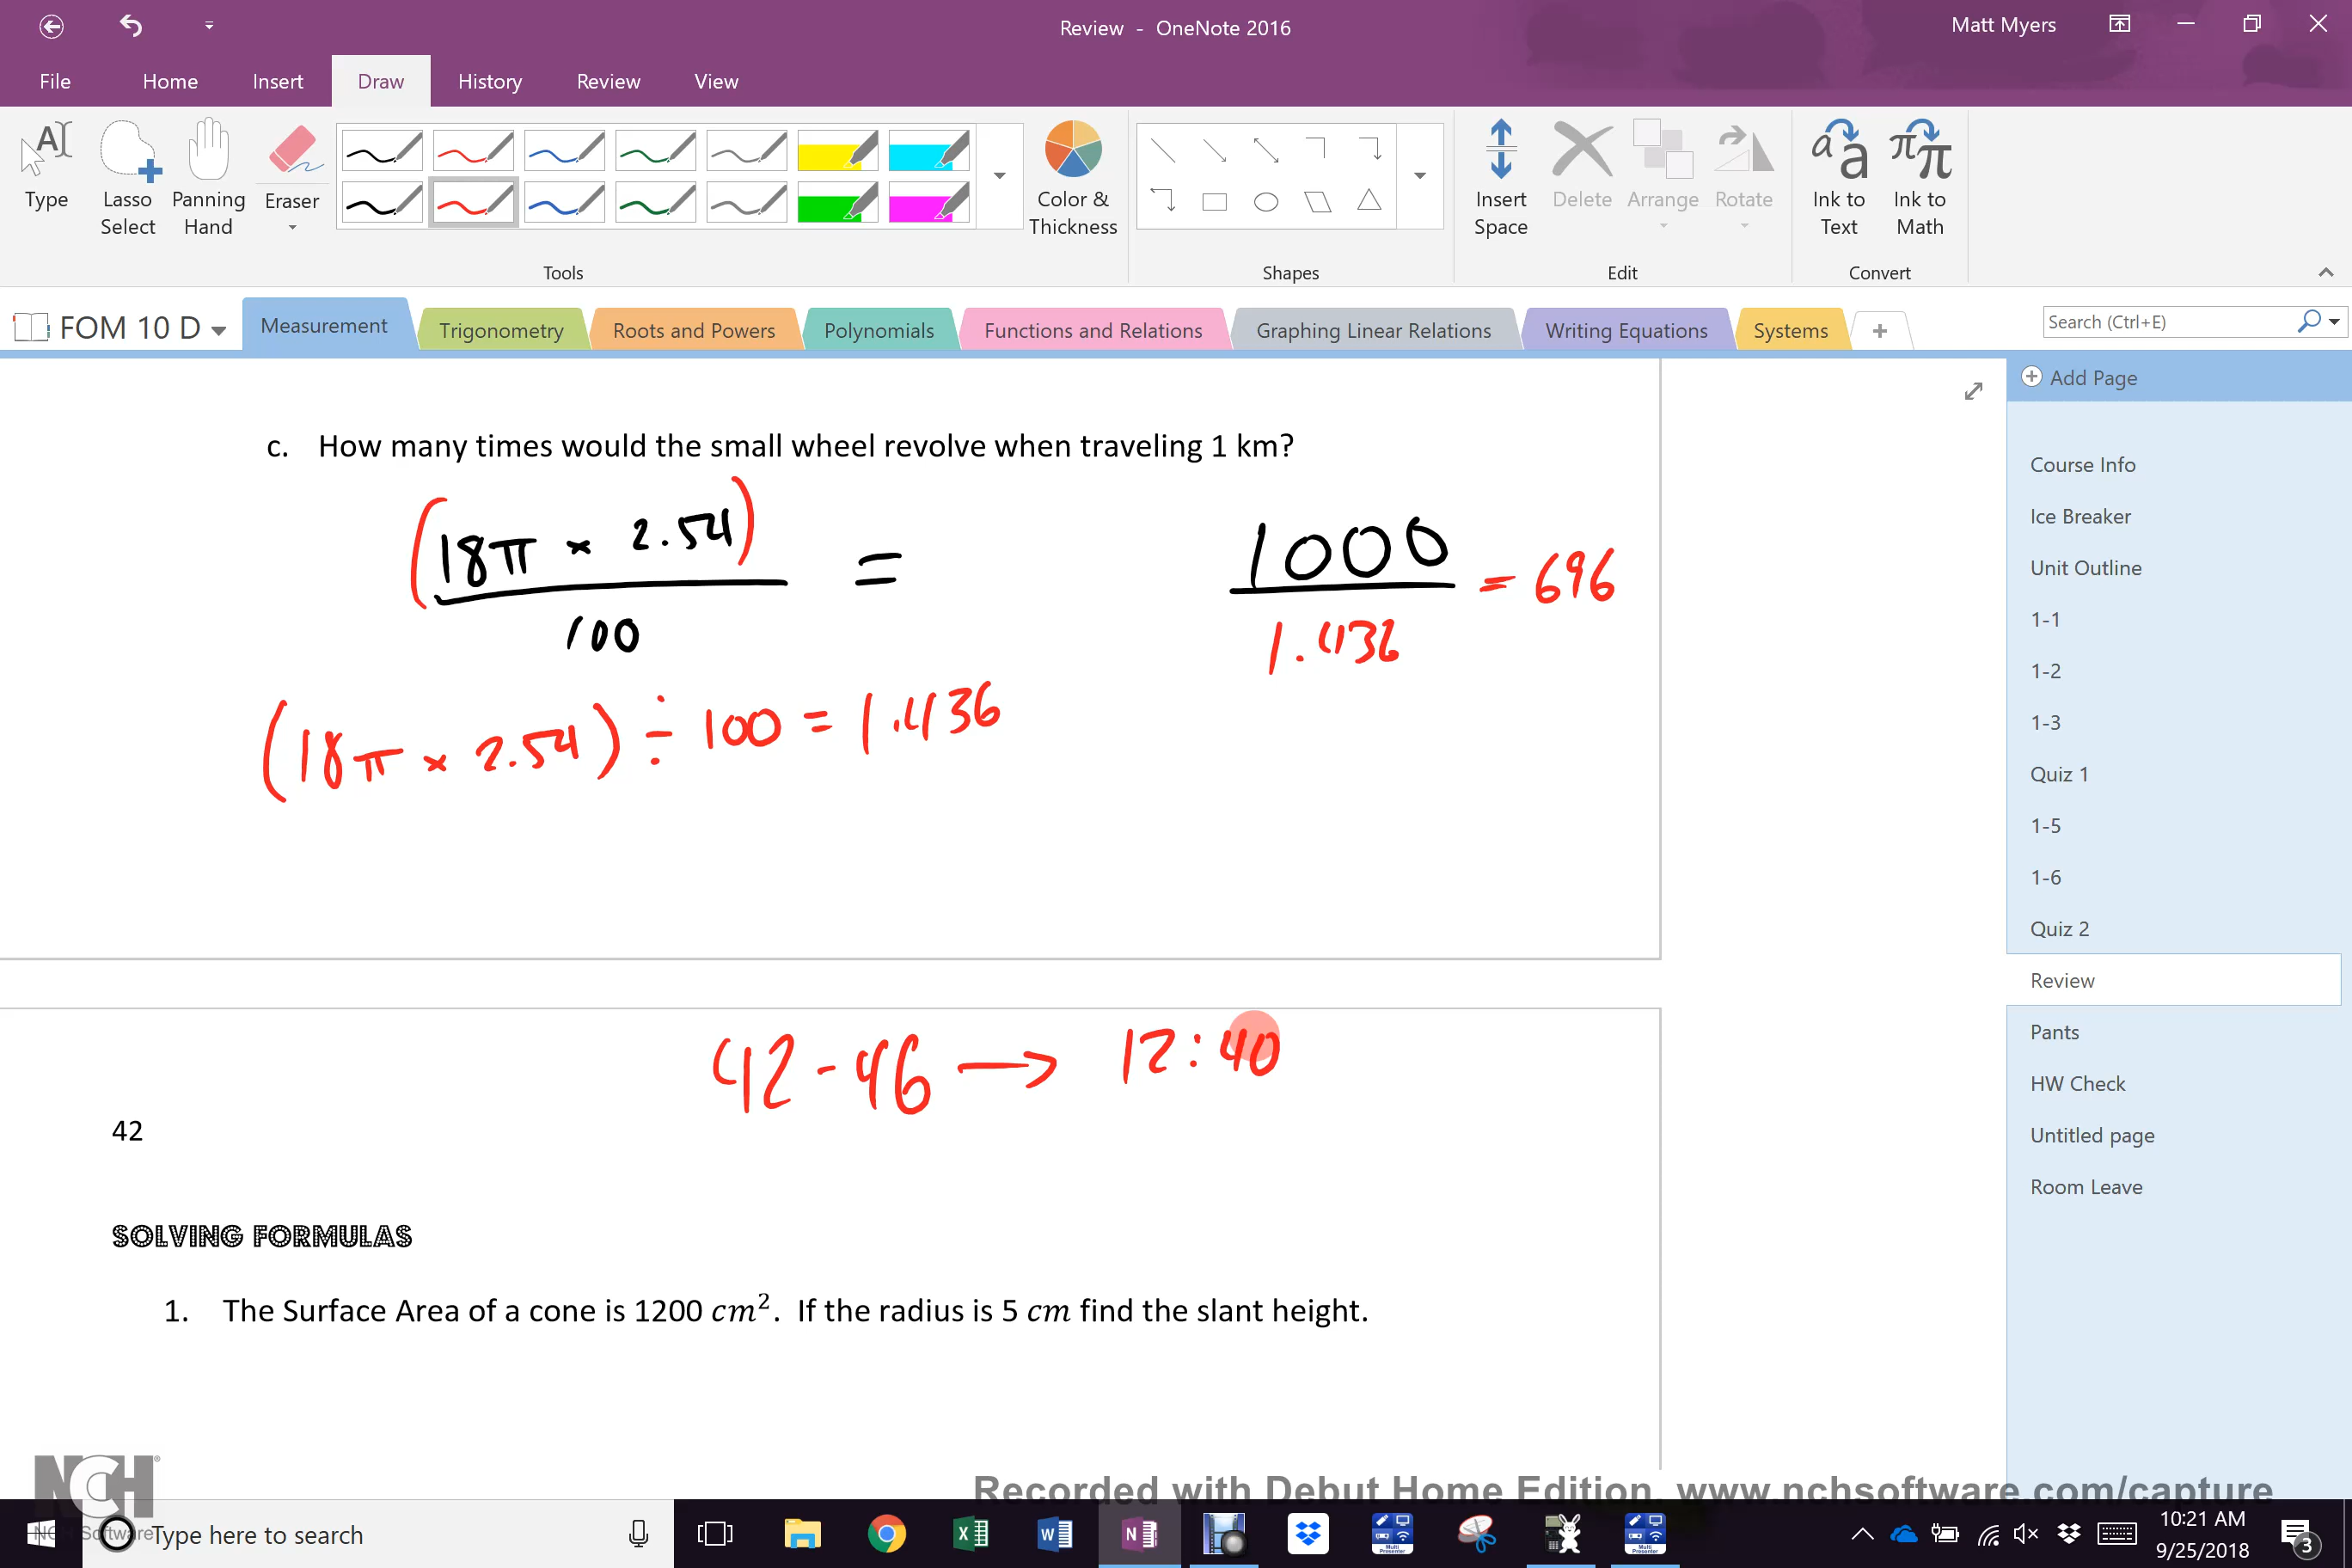 Review - OneNote 2016
Matt Myers
File Home Insert Draw History Review View
Type
Lasso Select
Panning Hand
Eraser
Color & Thickness
Insert Space
Delete
Arrange
Rotate
Ink to Text
Ink to Math
Tools
Shapes
Edit
Convert
FOM 10 D
Measurement
Trigonometry
Roots and Powers
Polynomials
Functions and Relations
Graphing Linear Relations
Writing Equations
Systems
Search (Ctrl+E)
Add Page
Course Info
Ice Breaker
Unit Outline
1-1
1-2
1-3
Quiz 1
1-5
1-6
Quiz 2
Review
Pants
HW Check
Untitled page
Room Leave
c. How many times would the small wheel revolve when traveling 1 km?
(18π × 2.54)
100
=
1000
1.436
= 696
(18π × 2.54) ÷ 100 = 1.436
42-46 → 12:40
42
SOLVING FORMULAS
1. The Surface Area of a cone is 1200 cm². If the radius is 5 cm find the slant height.
NCH
NCH Software
Recorded with Debut Home Edition. www.nchsoftware.com/capture
Type here to search
10:21 AM
9/25/2018
3